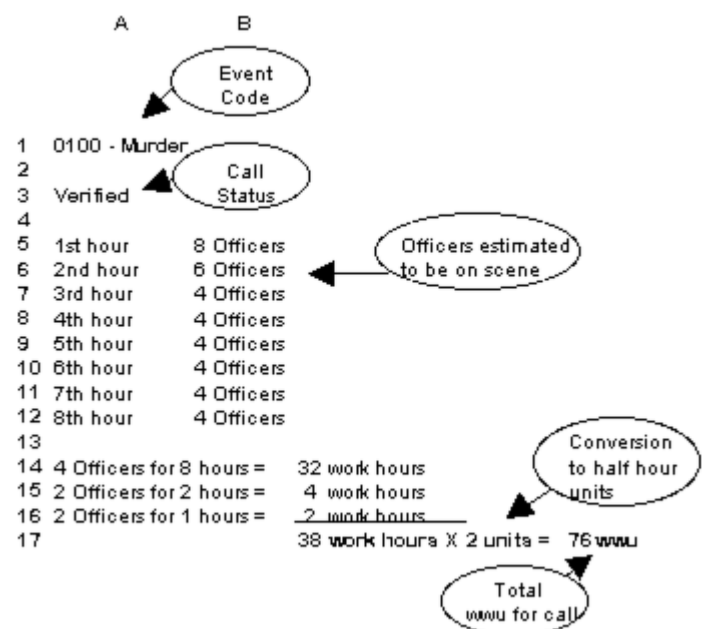 A B
Event
Code
1 0100 - Murder
2
Call
Status
3 Verified
4
5 1st hour 8 Officers
6 2nd hour 6 Officers
Officers estimated
to be on scene
7 3rd hour 4 Officers
8 4th hour 4 Officers
9 5th hour 4 Officers
10 6th hour 4 Officers
11 7th hour 4 Officers
12 8th hour 4 Officers
13
Conversion
to half hour
units
14 4 Officers for 8 hours = 32 work hours
15 2 Officers for 2 hours = 4 work hours
16 2 Officers for 1 hours = 2 work hours
17 38 work hours X 2 units = 76 wwu
Total
wwu for call